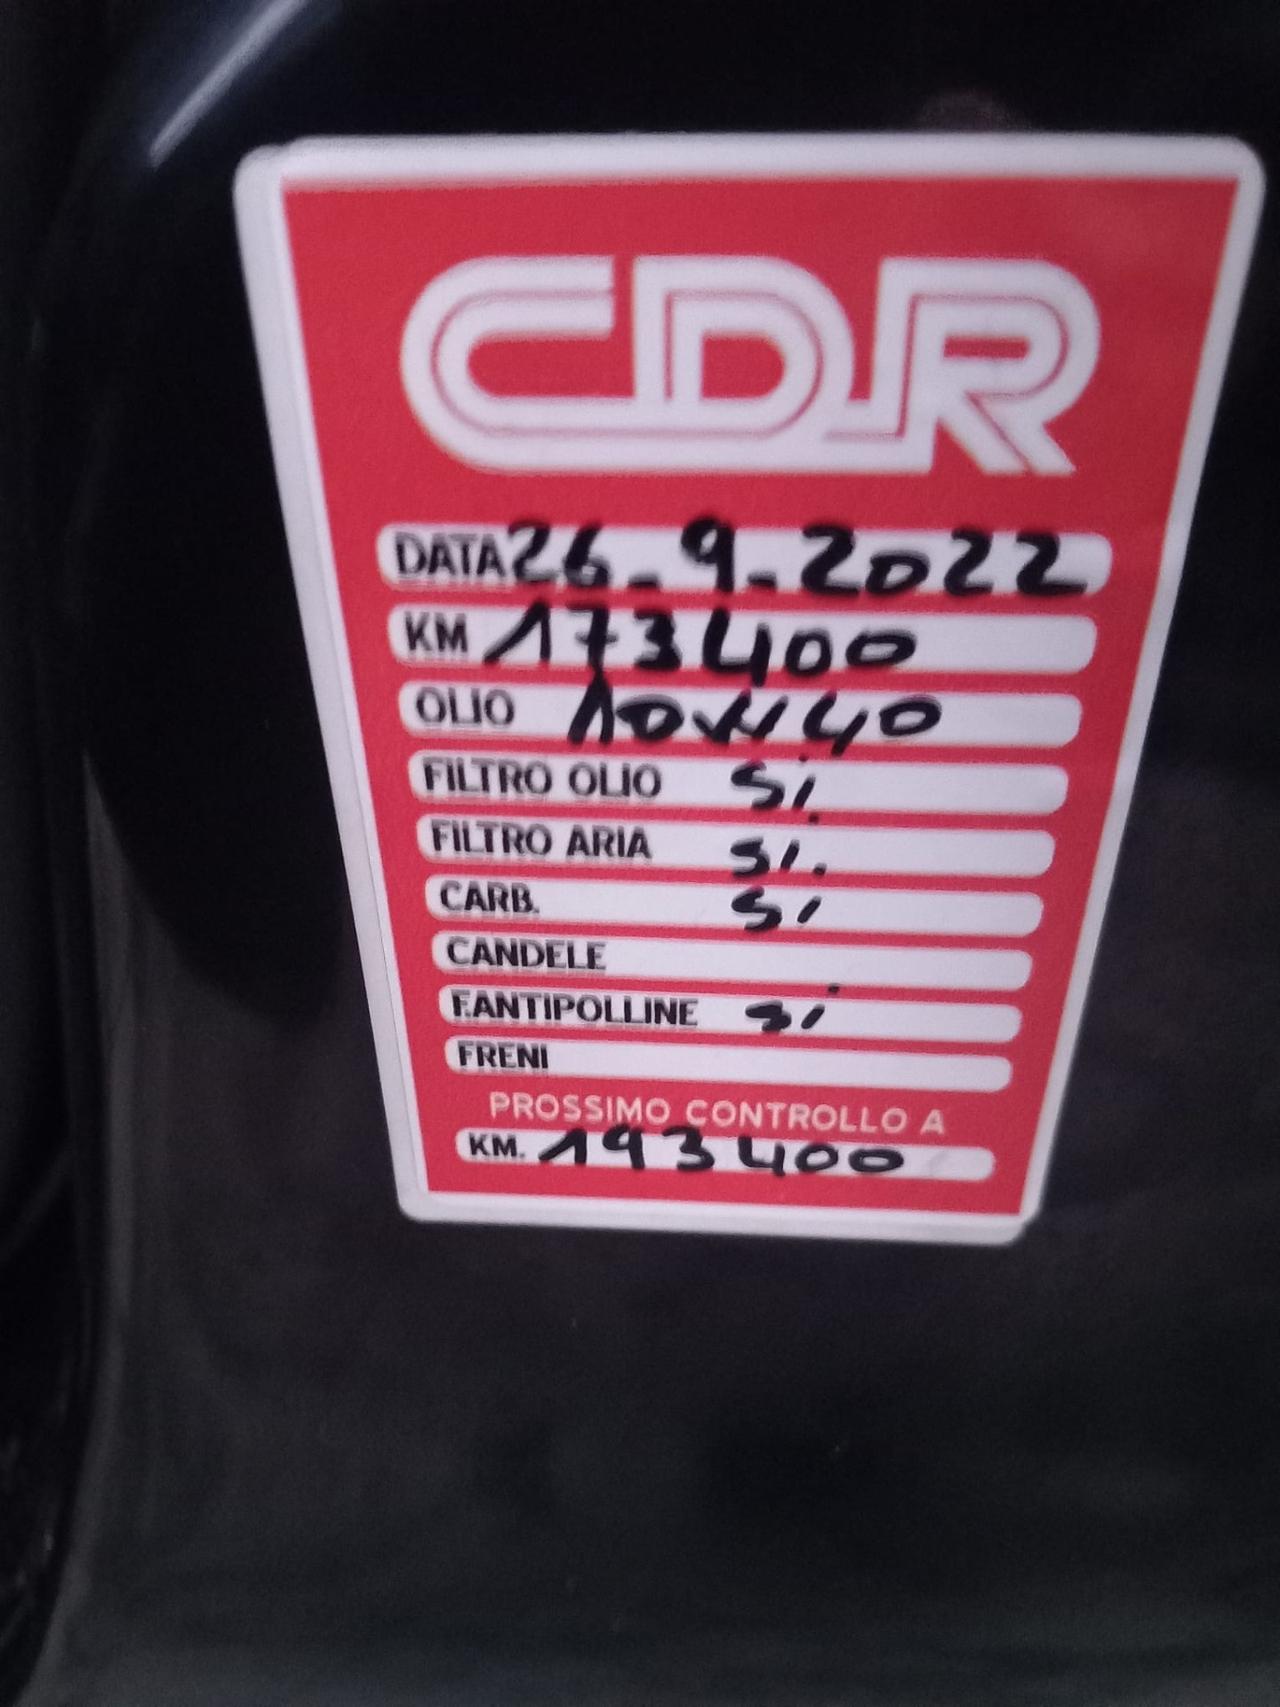 CDR
DATA 26-9-2022
KM 173400
OLIO 10W40
FILTRO OLIO Si
FILTRO ARIA Si
CARB. Si
CANDELE
F.ANTIPOLLINE Si
FRENI
PROSSIMO CONTROLLO A
KM. 193400